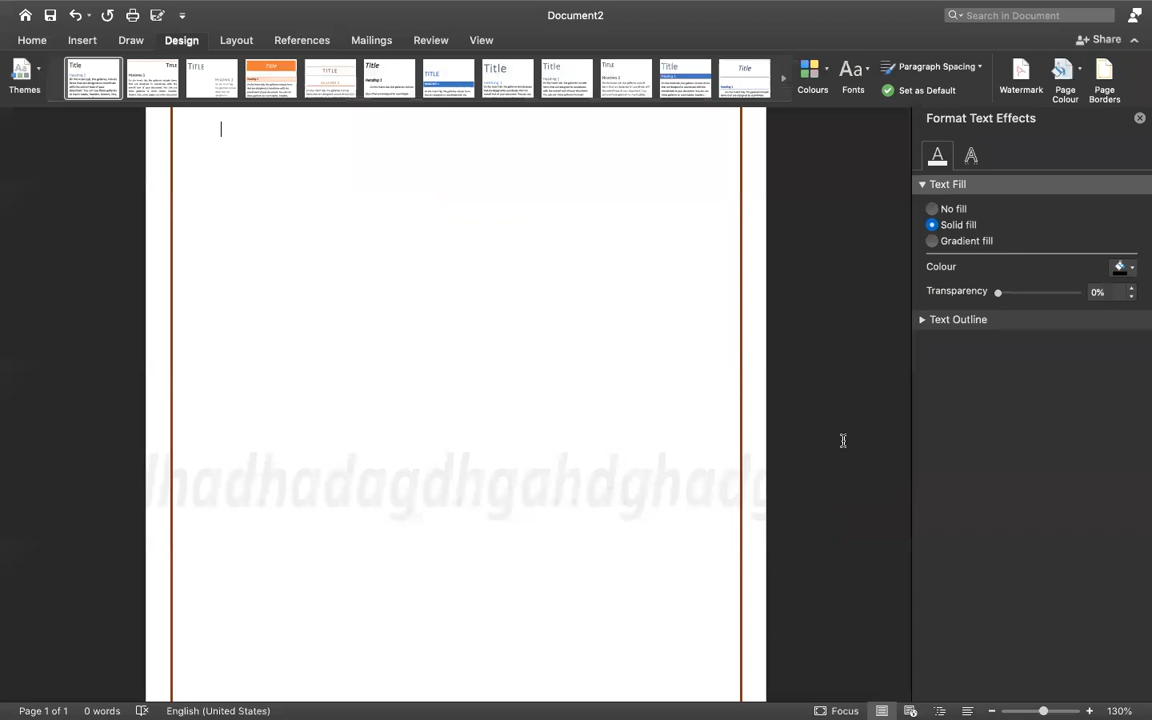 Document2
Search in Document
Home Insert Draw Design Layout References Mailings Review View
Share
Themes
Colours
Fonts
Paragraph Spacing
Set as Default
Watermark
Page Colour
Page Borders
Format Text Effects
Text Fill
No fill
Solid fill
Gradient fill
Colour
Transparency 0%
Text Outline
Page 1 of 1 0 words English (United States) Focus 130%